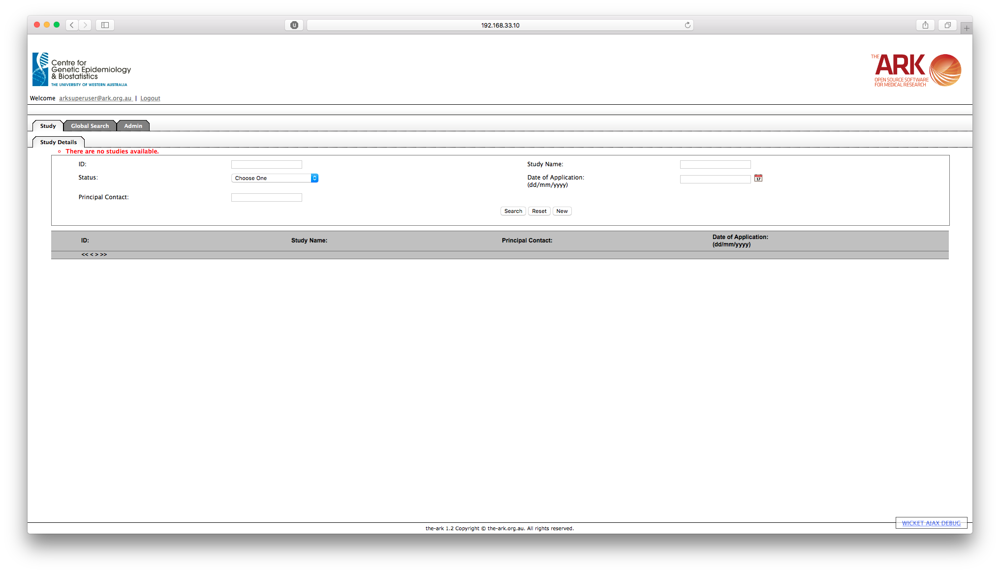 192.168.33.10
Centre for
Genetic Epidemiology
& Biostatistics
THE UNIVERSITY OF WESTERN AUSTRALIA
THE ARK
OPEN SOURCE SOFTWARE
FOR MEDICAL RESEARCH
Welcome arksuperuser@ark.org.au | Logout
Study Global Search Admin
Study Details
There are no studies available.
ID: Study Name:
Status: Choose One Date of Application:
(dd/mm/yyyy)
17
Principal Contact:
Search Reset New
ID: Study Name: Principal Contact: Date of Application:
(dd/mm/yyyy)
<< < > >>
WICKET AJAX DEBUG
the-ark 1.2 Copyright © the-ark.org.au. All rights reserved.